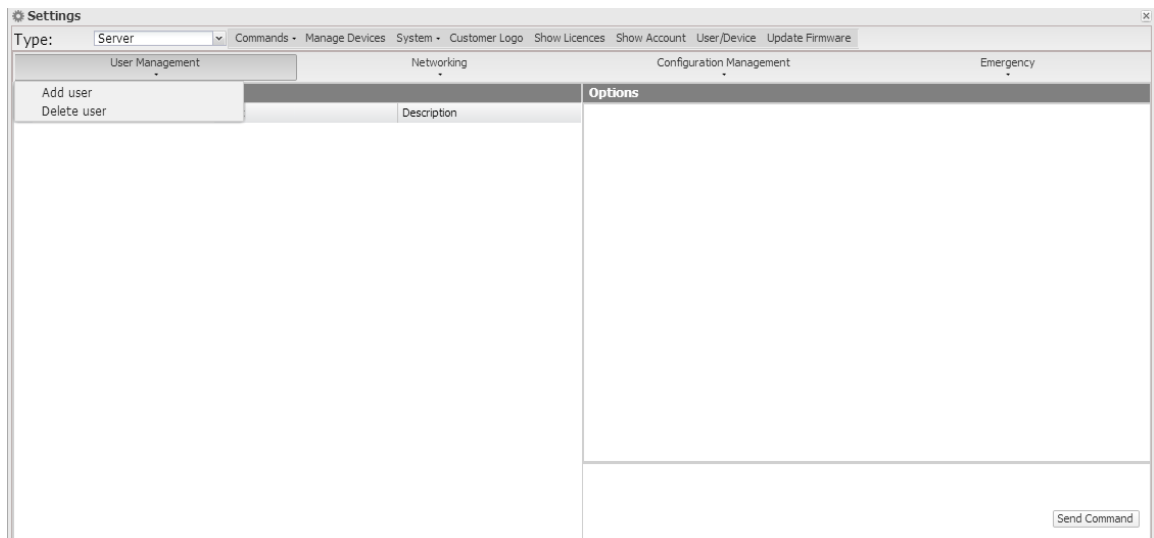 Settings
Type: Server Commands Manage Devices System Customer Logo Show Licences Show Account User/Device Update Firmware
User Management Networking Configuration Management Emergency
Add user
Delete user
Options
Description
Send Command